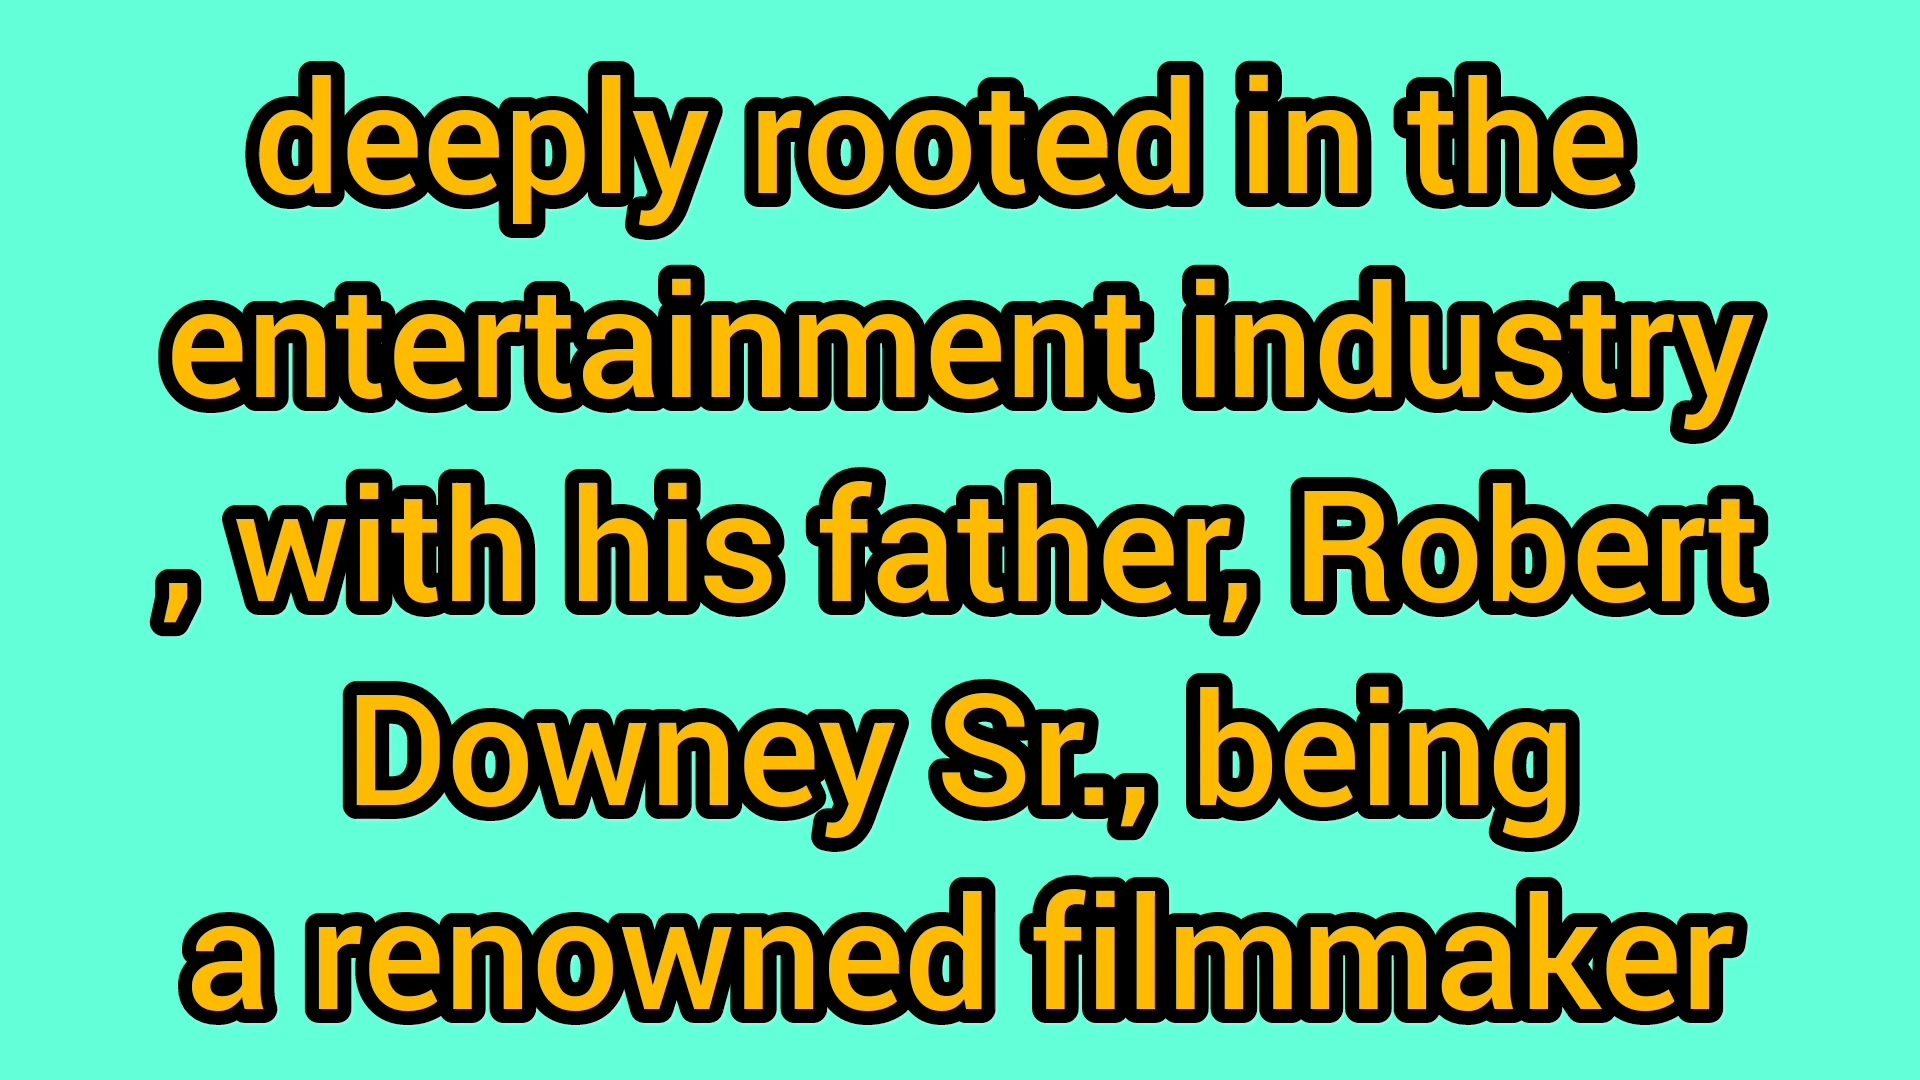 deeply rooted in the
entertainment industry
, with his father, Robert
Downey Sr., being
a renowned filmmaker